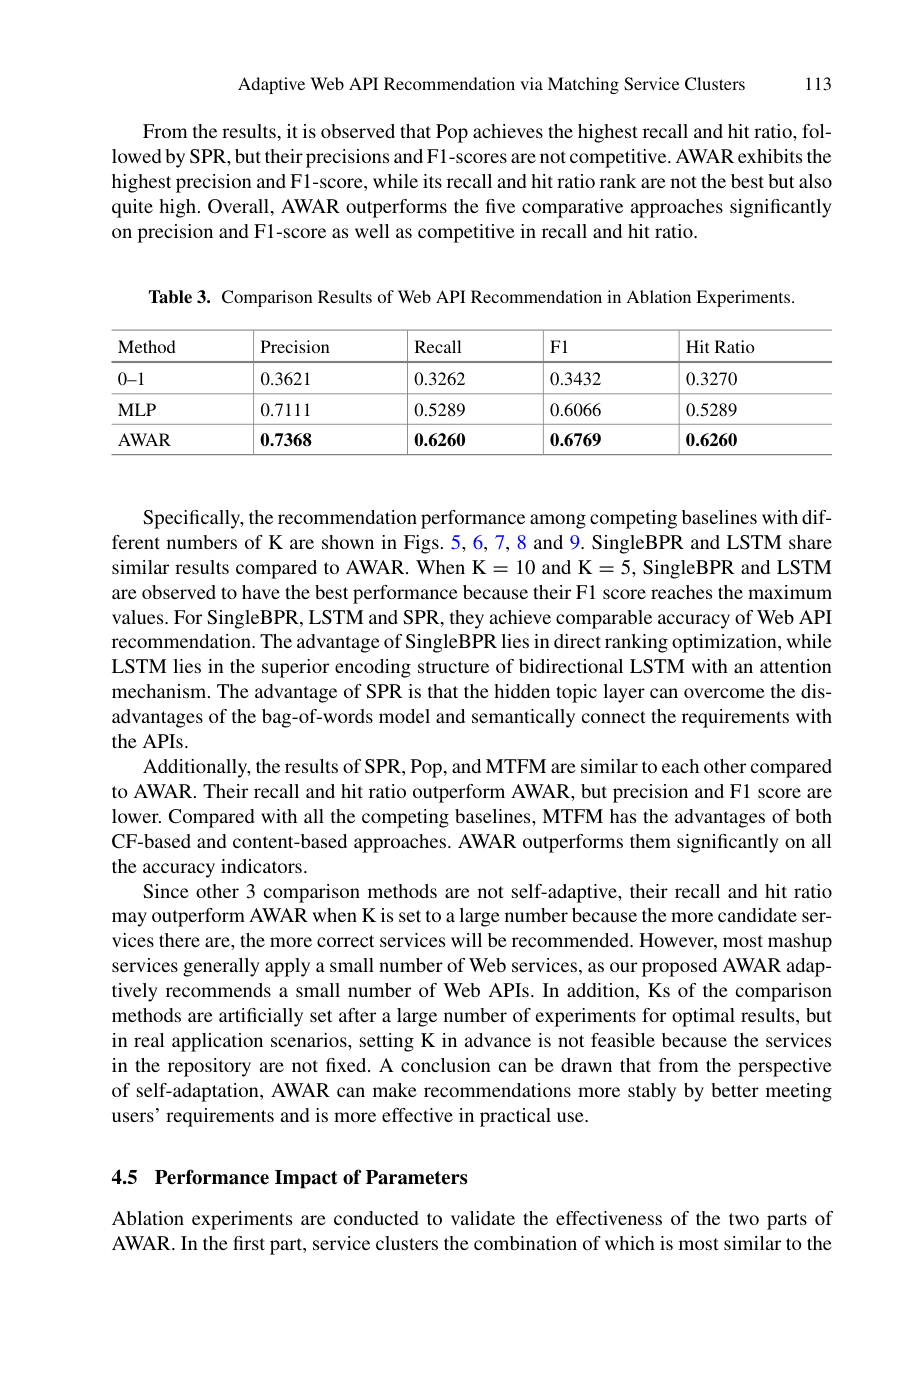 Adaptive Web API Recommendation via Matching Service Clusters 113
From the results, it is observed that Pop achieves the highest recall and hit ratio, fol-
lowed by SPR, but their precisions and F1-scores are not competitive. AWAR exhibits the
highest precision and F1-score, while its recall and hit ratio rank are not the best but also
quite high. Overall, AWAR outperforms the five comparative approaches significantly
on precision and F1-score as well as competitive in recall and hit ratio.
Table 3. Comparison Results of Web API Recommendation in Ablation Experiments.
Method Precision Recall F1 Hit Ratio
0–1 0.3621 0.3262 0.3432 0.3270
MLP 0.7111 0.5289 0.6066 0.5289
AWAR 0.7368 0.6260 0.6769 0.6260
Specifically, the recommendation performance among competing baselines with dif-
ferent numbers of K are shown in Figs. 5, 6, 7, 8 and 9. SingleBPR and LSTM share
similar results compared to AWAR. When K = 10 and K = 5, SingleBPR and LSTM
are observed to have the best performance because their F1 score reaches the maximum
values. For SingleBPR, LSTM and SPR, they achieve comparable accuracy of Web API
recommendation. The advantage of SingleBPR lies in direct ranking optimization, while
LSTM lies in the superior encoding structure of bidirectional LSTM with an attention
mechanism. The advantage of SPR is that the hidden topic layer can overcome the dis-
advantages of the bag-of-words model and semantically connect the requirements with
the APIs.
Additionally, the results of SPR, Pop, and MTFM are similar to each other compared
to AWAR. Their recall and hit ratio outperform AWAR, but precision and F1 score are
lower. Compared with all the competing baselines, MTFM has the advantages of both
CF-based and content-based approaches. AWAR outperforms them significantly on all
the accuracy indicators.
Since other 3 comparison methods are not self-adaptive, their recall and hit ratio
may outperform AWAR when K is set to a large number because the more candidate ser-
vices there are, the more correct services will be recommended. However, most mashup
services generally apply a small number of Web services, as our proposed AWAR adap-
tively recommends a small number of Web APIs. In addition, Ks of the comparison
methods are artificially set after a large number of experiments for optimal results, but
in real application scenarios, setting K in advance is not feasible because the services
in the repository are not fixed. A conclusion can be drawn that from the perspective
of self-adaptation, AWAR can make recommendations more stably by better meeting
users’ requirements and is more effective in practical use.
4.5 Performance Impact of Parameters
Ablation experiments are conducted to validate the effectiveness of the two parts of
AWAR. In the first part, service clusters the combination of which is most similar to the